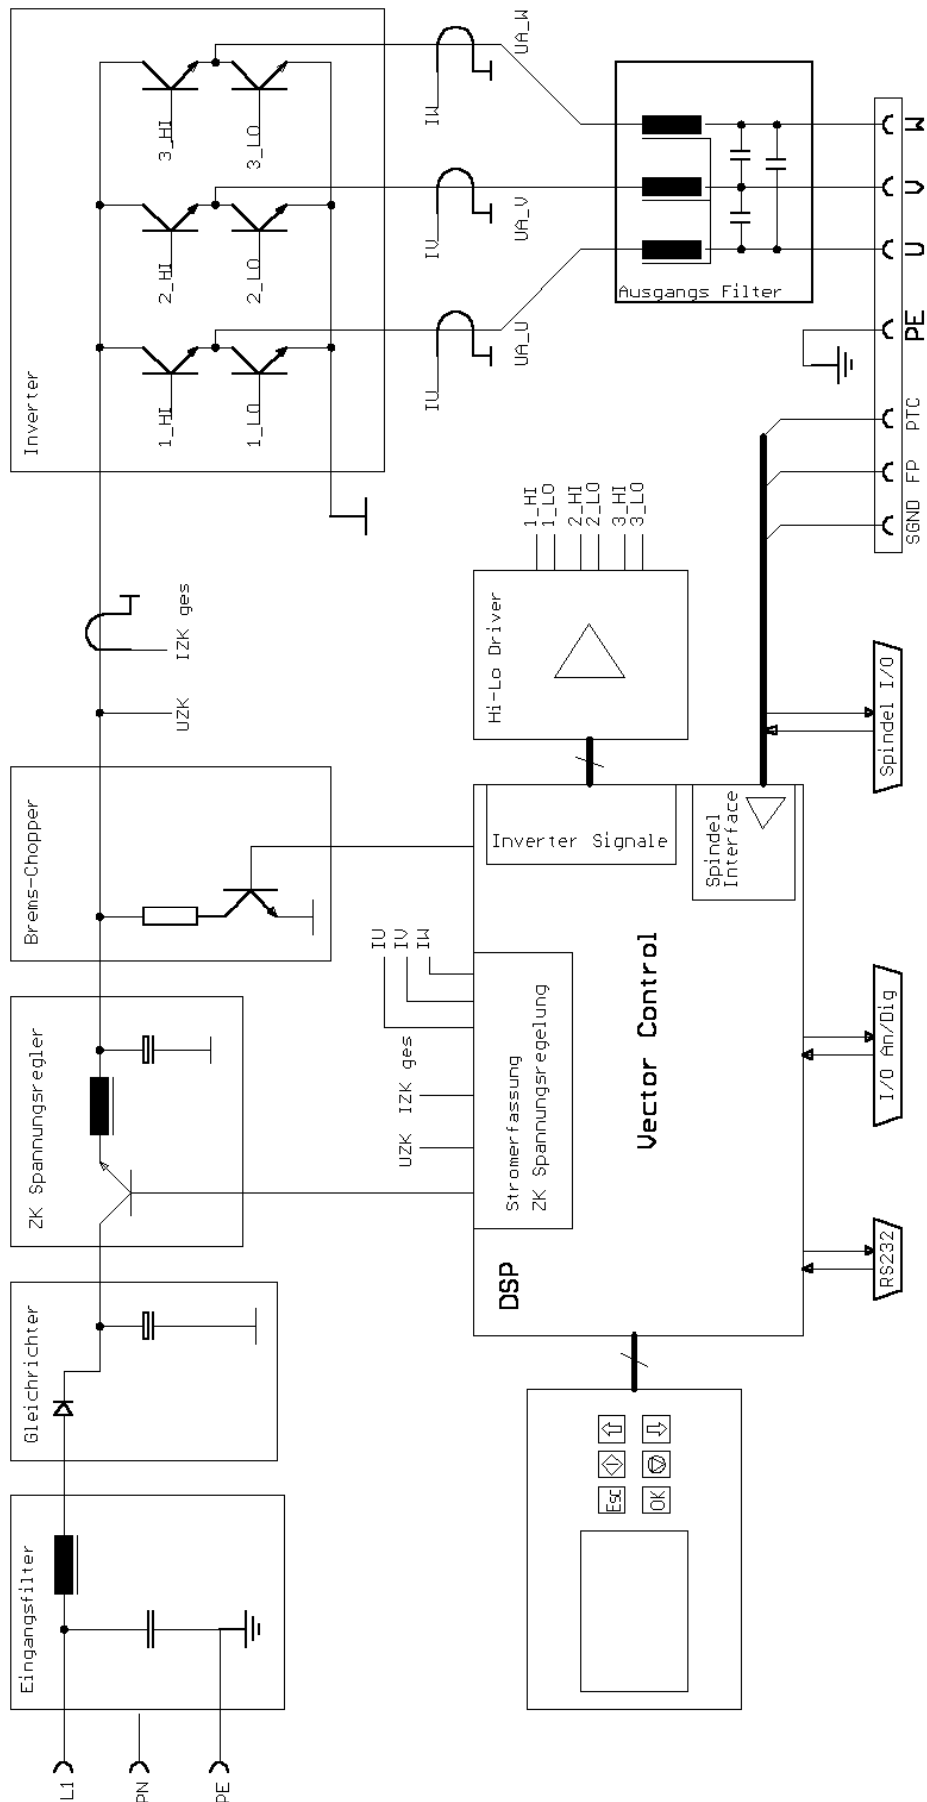 L1
PN
PE
Eingangsfilter
Gleichrichter
ZK Spannungsregler
Brems-Chopper
UZK
IZK ges
Inverter
1_HI
1_LO
2_HI
2_LO
3_HI
3_LO
IU
IV
IW
UA_U
UA_V
UA_W
Ausgangs Filter
W
V
U
PE
PTC
FP
SGND
Esc
OK
DSP
Vector Control
Stromerfassung
ZK Spannungsregelung
UZK
IZK ges
IU
IV
IW
Inverter Signale
Spindel
Interface
Hi-Lo Driver
1_HI
1_LO
2_HI
2_LO
3_HI
3_LO
RS232
I/O An/Dig
Spindel I/O